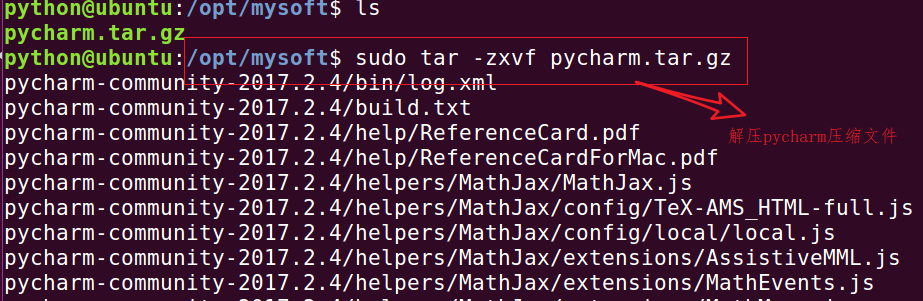 python@ubuntu:/opt/mysoft$ ls
pycharm.tar.gz
python@ubuntu:/opt/mysoft$ sudo tar -zxvf pycharm.tar.gz
pycharm-community-2017.2.4/bin/log.xml
pycharm-community-2017.2.4/build.txt
pycharm-community-2017.2.4/help/ReferenceCard.pdf
解压pycharm压缩文件
pycharm-community-2017.2.4/help/ReferenceCardForMac.pdf
pycharm-community-2017.2.4/helpers/MathJax/MathJax.js
pycharm-community-2017.2.4/helpers/MathJax/config/TeX-AMS_HTML-full.js
pycharm-community-2017.2.4/helpers/MathJax/config/local/local.js
pycharm-community-2017.2.4/helpers/MathJax/extensions/AssistiveMML.js
pycharm-community-2017.2.4/helpers/MathJax/extensions/MathEvents.js